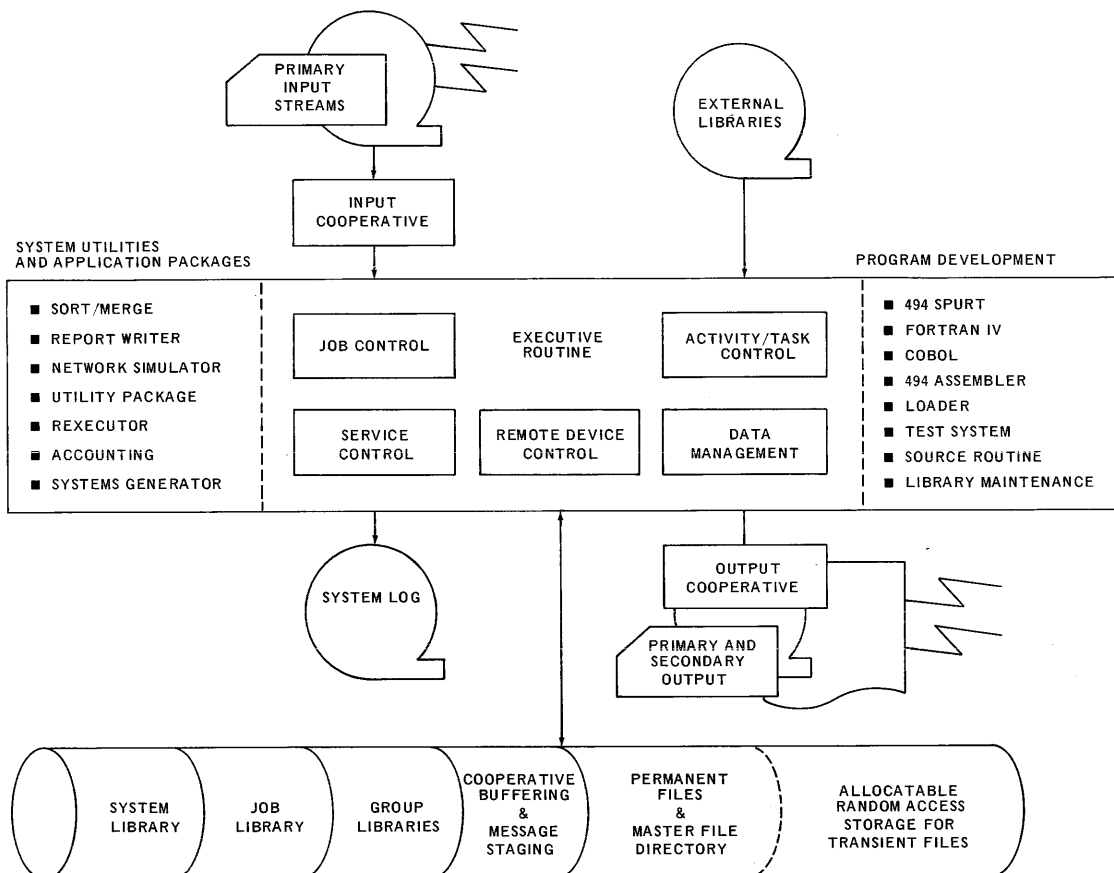 PRIMARY
INPUT
STREAMS
EXTERNAL
LIBRARIES
INPUT
COOPERATIVE
SYSTEM UTILITIES
AND APPLICATION PACKAGES
PROGRAM DEVELOPMENT
■ SORT/MERGE
■ REPORT WRITER
■ NETWORK SIMULATOR
■ UTILITY PACKAGE
■ REXECUTOR
■ ACCOUNTING
■ SYSTEMS GENERATOR
JOB CONTROL
EXECUTIVE
ROUTINE
ACTIVITY/TASK
CONTROL
SERVICE
CONTROL
REMOTE DEVICE
CONTROL
DATA
MANAGEMENT
■ 494 SPURT
■ FORTRAN IV
■ COBOL
■ 494 ASSEMBLER
■ LOADER
■ TEST SYSTEM
■ SOURCE ROUTINE
■ LIBRARY MAINTENANCE
SYSTEM LOG
OUTPUT
COOPERATIVE
PRIMARY AND
SECONDARY
OUTPUT
SYSTEM
LIBRARY
JOB
LIBRARY
GROUP
LIBRARIES
COOPERATIVE
BUFFERING
&
MESSAGE
STAGING
PERMANENT
FILES
&
MASTER FILE
DIRECTORY
ALLOCATABLE
RANDOM ACCESS
STORAGE FOR
TRANSIENT FILES